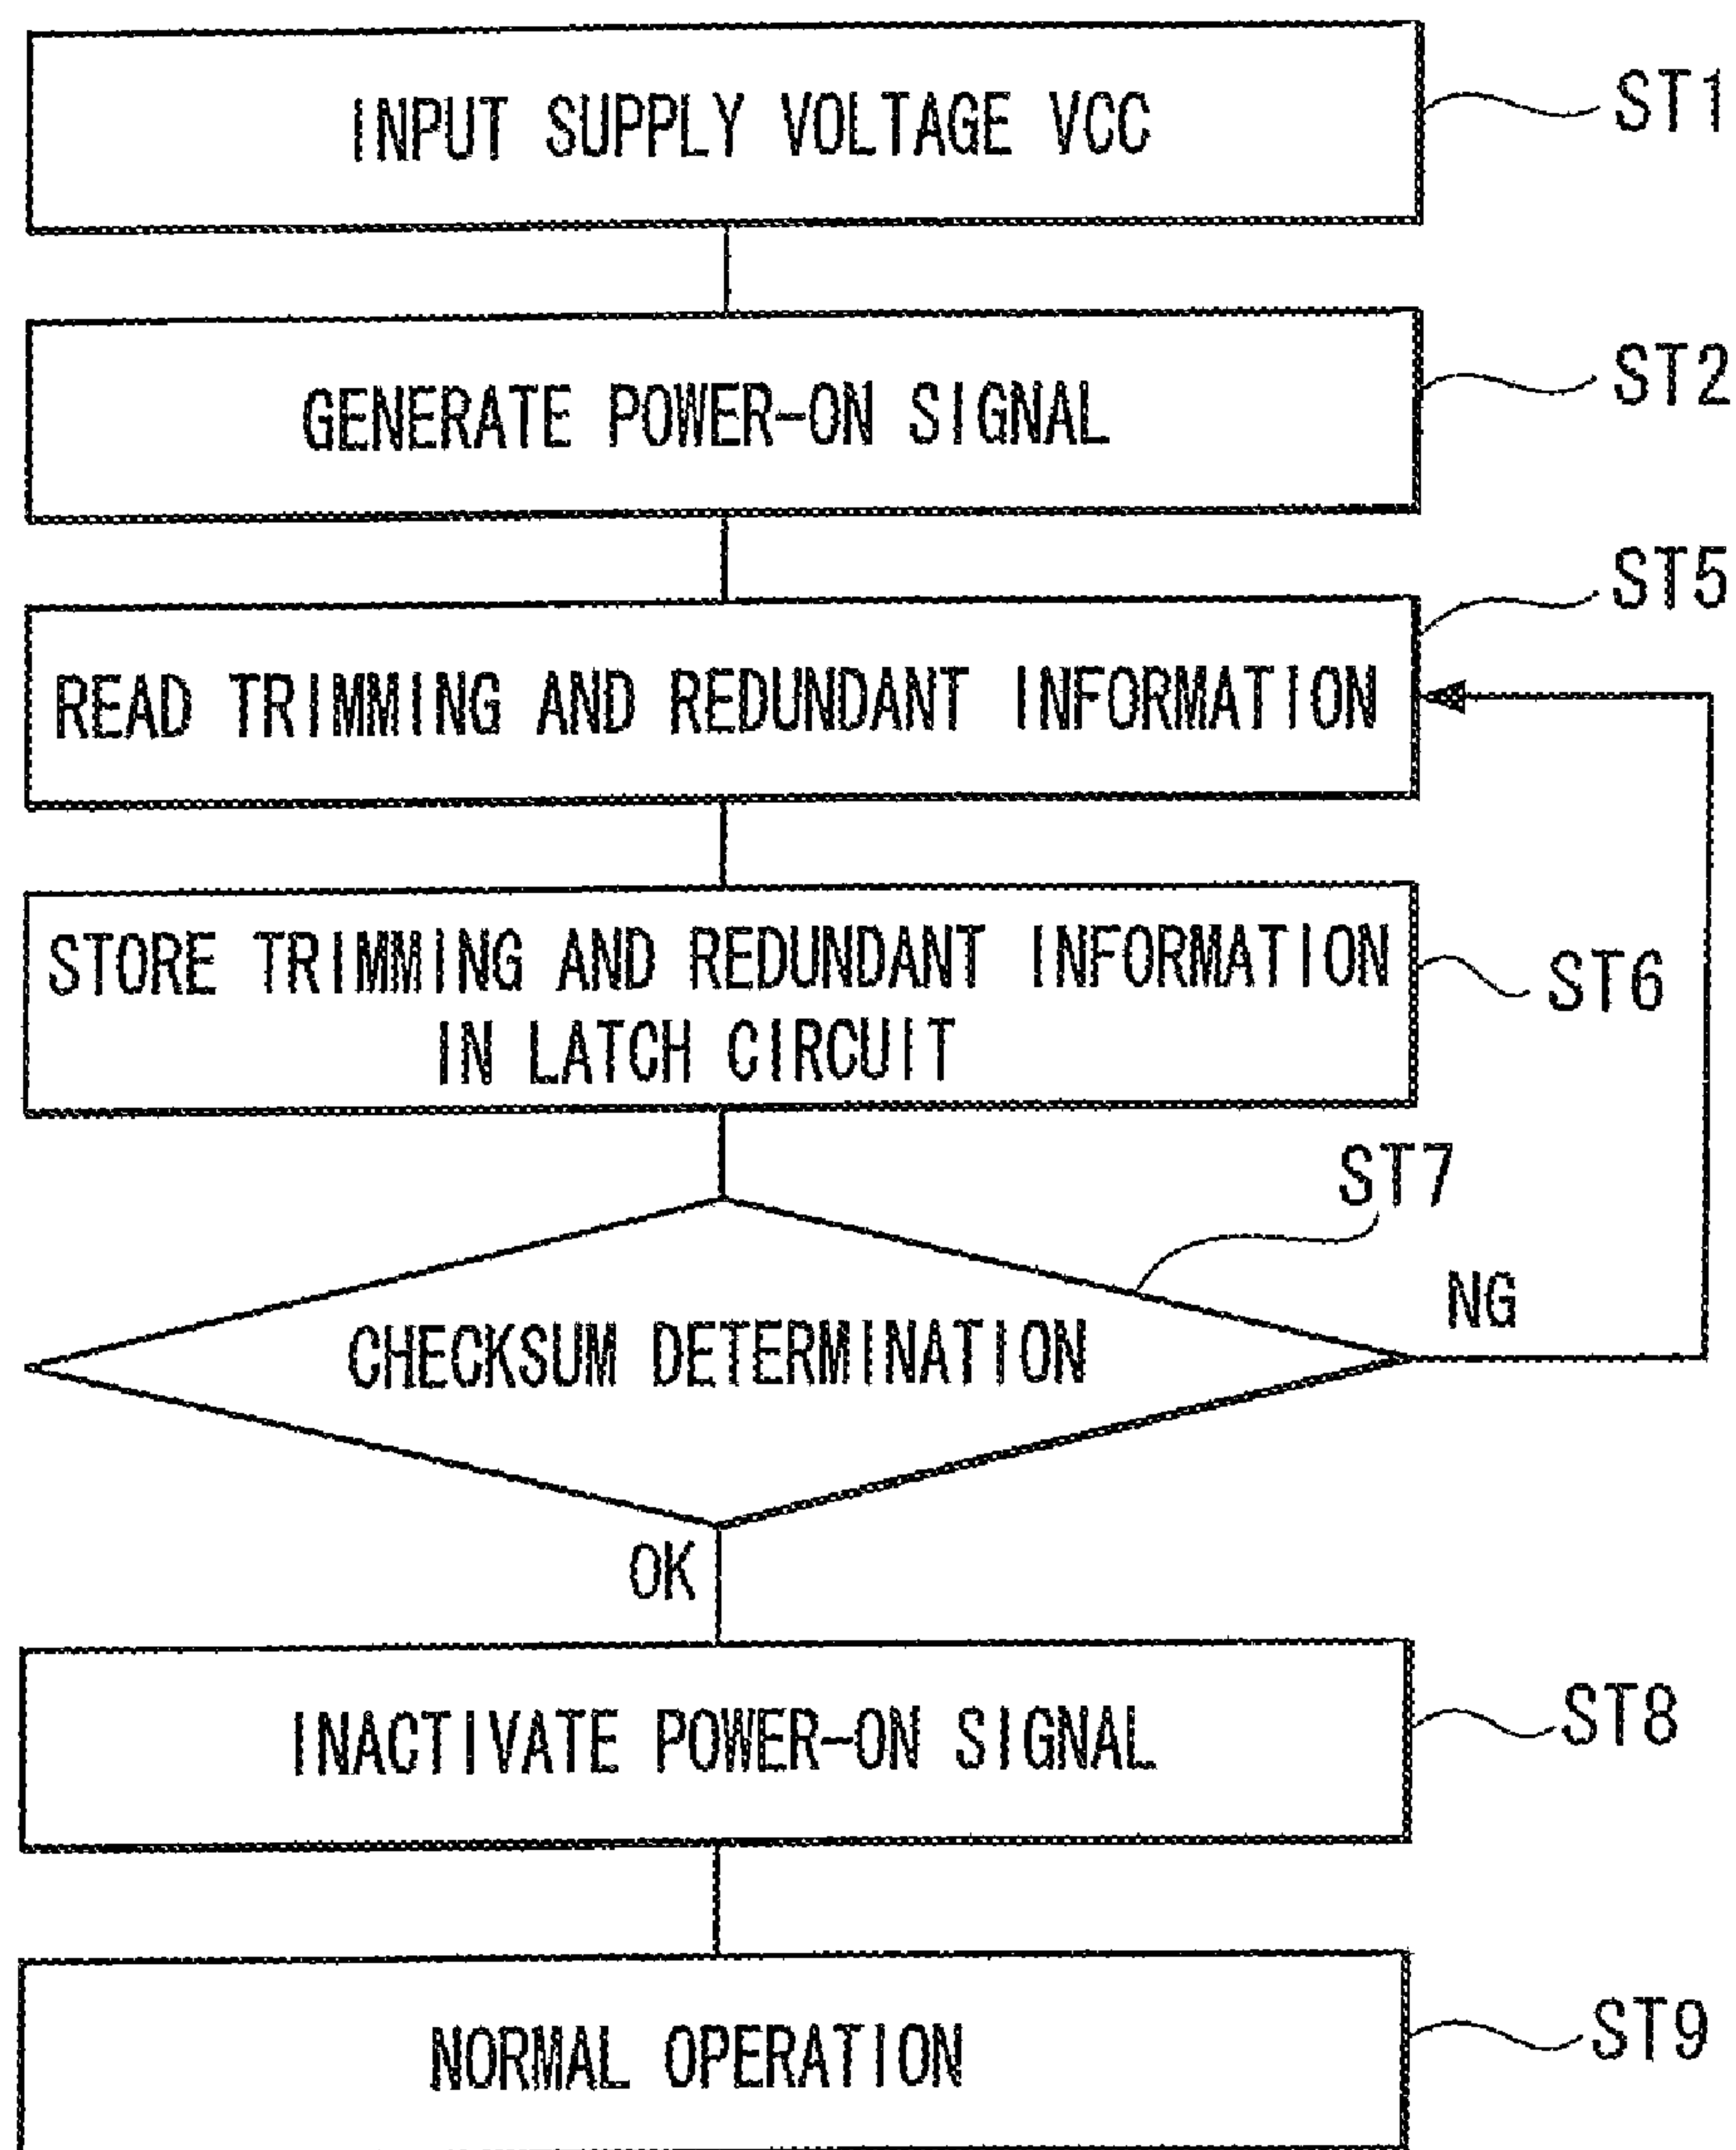 INPUT SUPPLY VOLTAGE VCC
ST1
GENERATE POWER-ON SIGNAL
ST2
ST5
READ TRIMMING AND REDUNDANT INFORMATION
STORE TRIMMING AND REDUNDANT INFORMATION
IN LATCH CIRCUIT
ST6
ST7
NG
CHECKSUM DETERMINATION
OK
INACTIVATE POWER-ON SIGNAL
ST8
NORMAL OPERATION
ST9